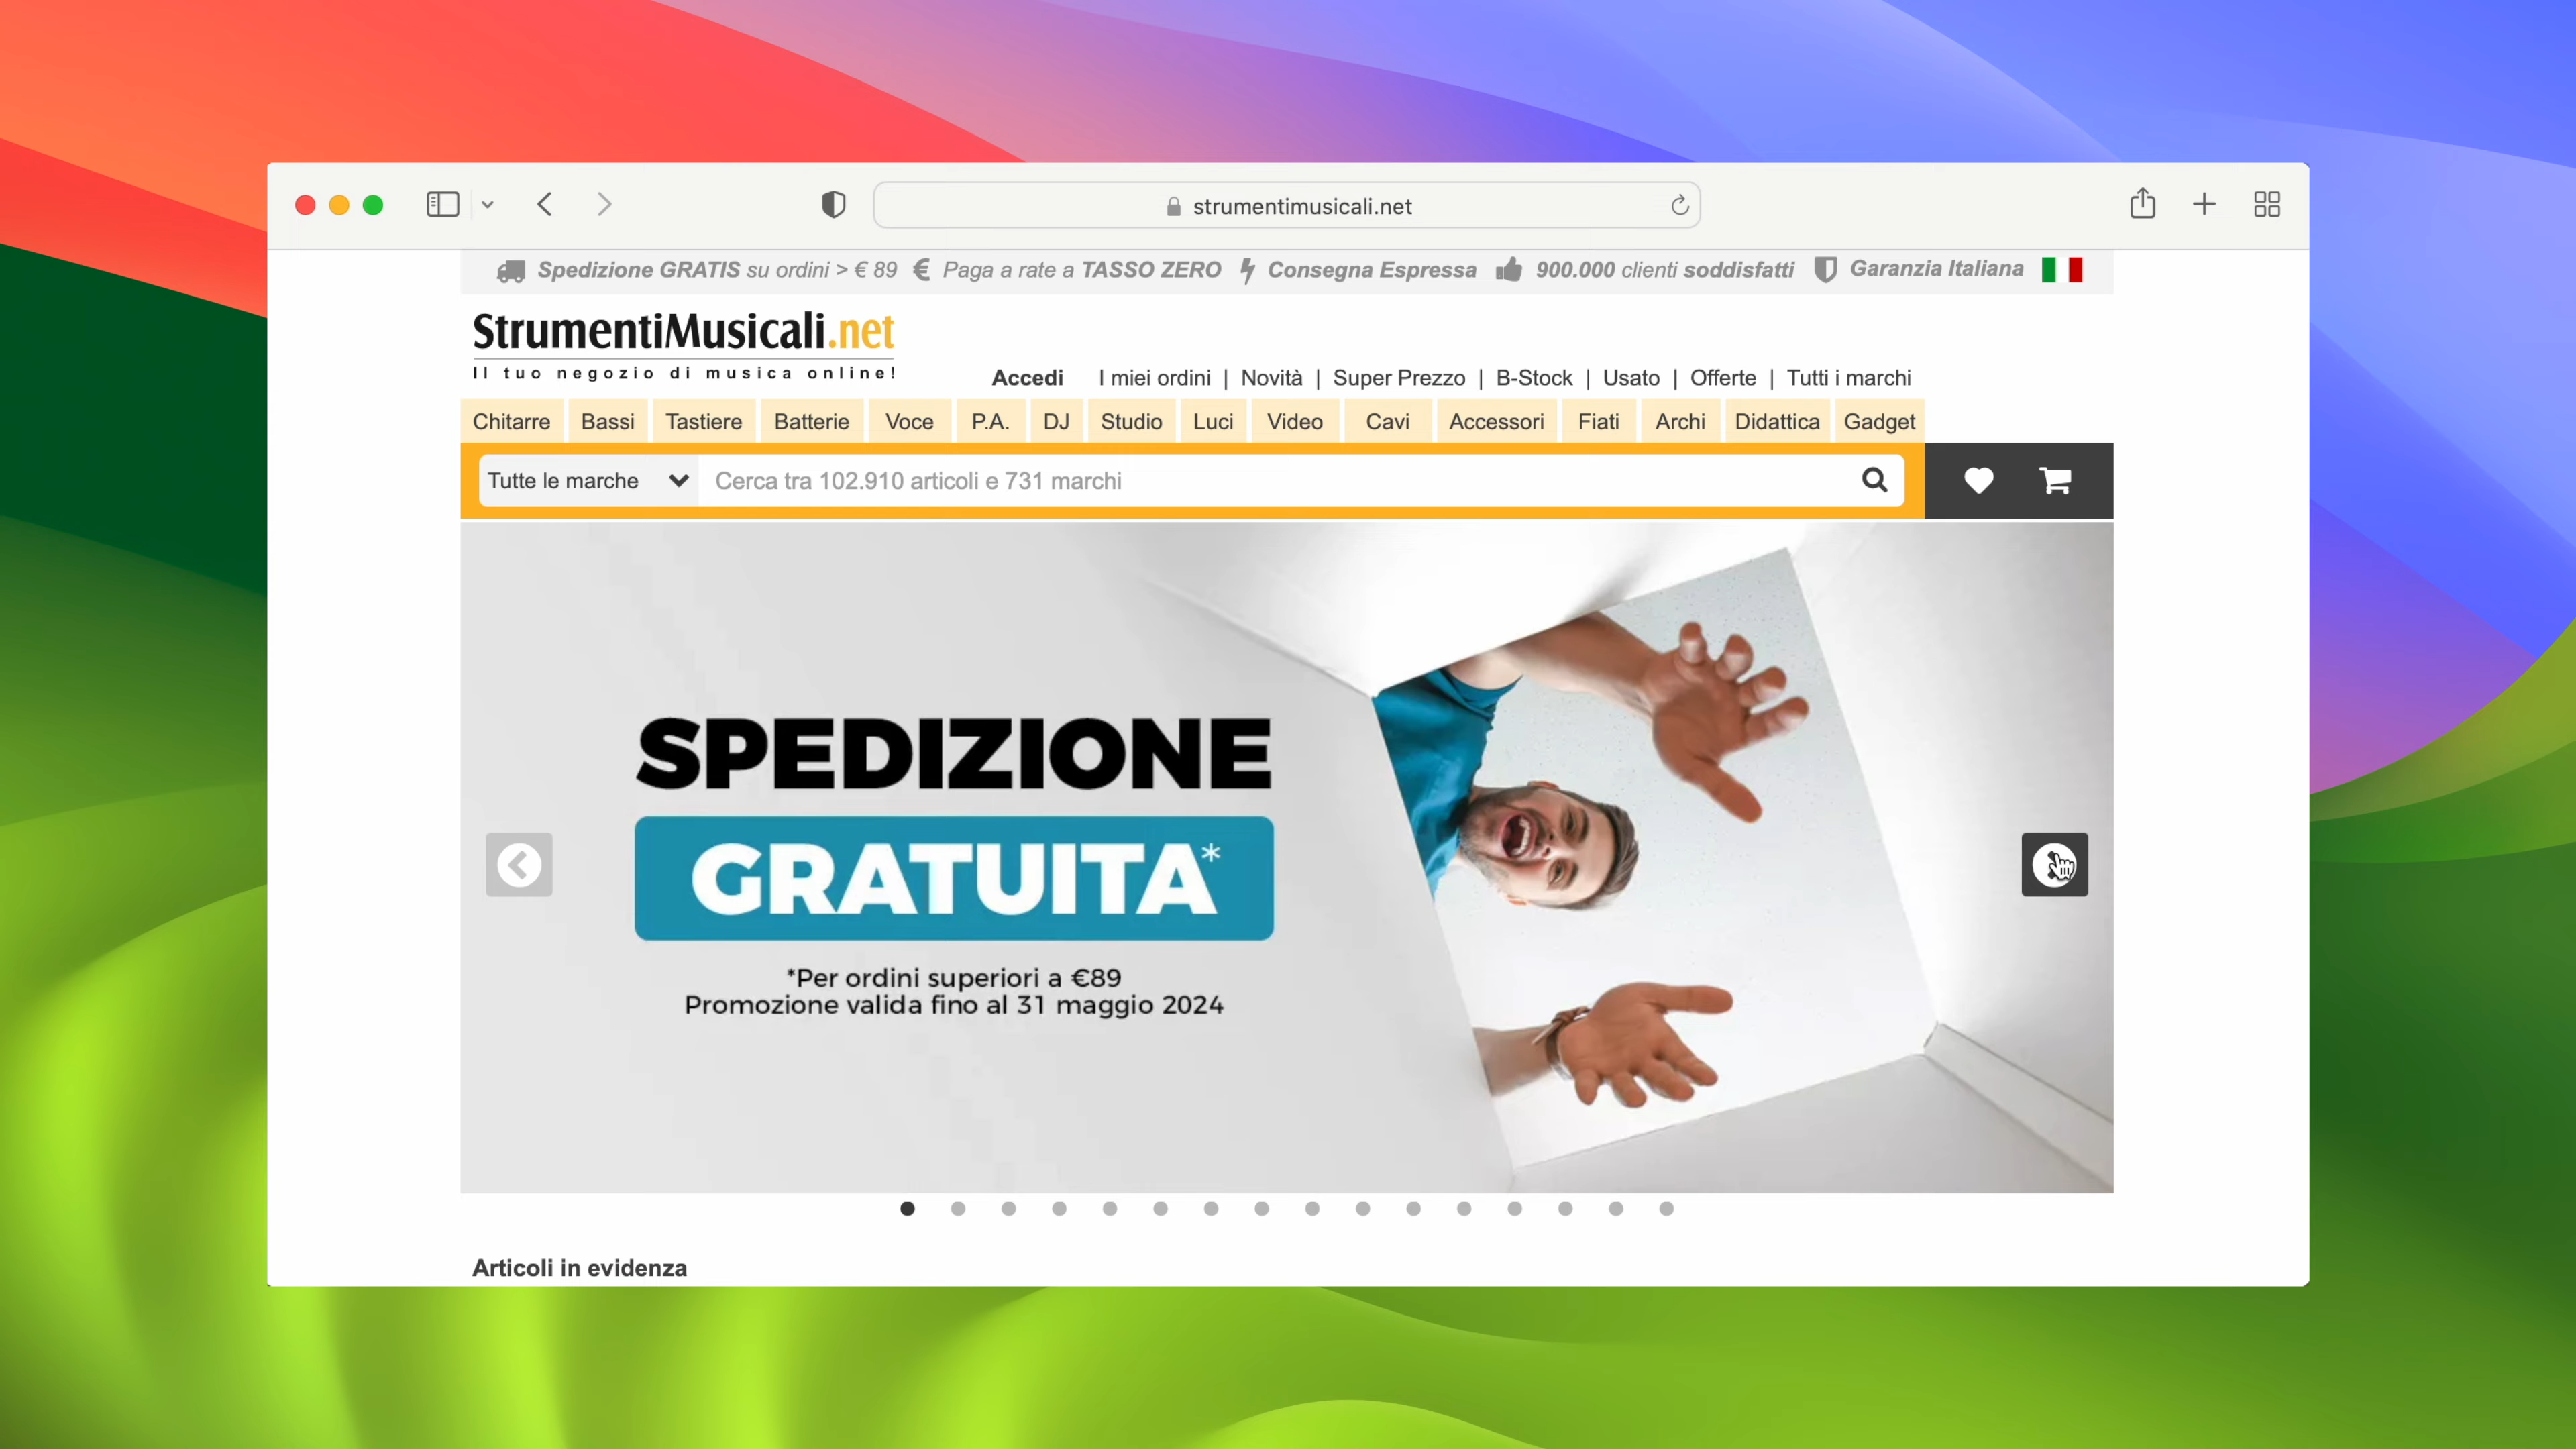 strumentimusicali.net
Spedizione GRATIS su ordini > € 89 € Paga a rate a TASSO ZERO Consegna Espressa 900.000 clienti soddisfatti Garanzia Italiana
StrumentiMusicali.net
Il tuo negozio di musica online!
Accedi I miei ordini | Novità | Super Prezzo | B-Stock | Usato | Offerte | Tutti i marchi
Chitarre Bassi Tastiere Batterie Voce P.A. DJ Studio Luci Video Cavi Accessori Fiati Archi Didattica Gadget
Tutte le marche Cerca tra 102.910 articoli e 731 marchi
SPEDIZIONE
GRATUITA*
*Per ordini superiori a €89
Promozione valida fino al 31 maggio 2024
Articoli in evidenza